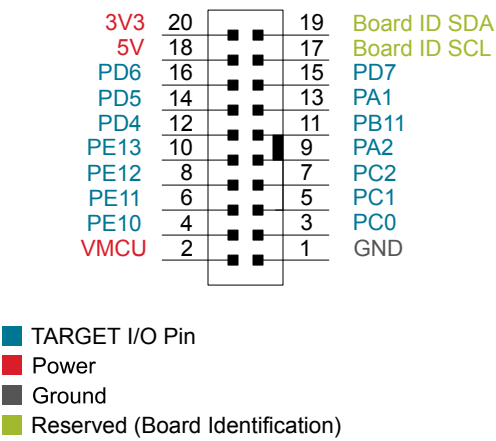 3V3 20 19 Board ID SDA
5V 18 17 Board ID SCL
PD6 16 15 PD7
PD5 14 13 PA1
PD4 12 11 PB11
PE13 10 9 PA2
PE12 8 7 PC2
PE11 6 5 PC1
PE10 4 3 PC0
VMCU 2 1 GND
TARGET I/O Pin
Power
Ground
Reserved (Board Identification)